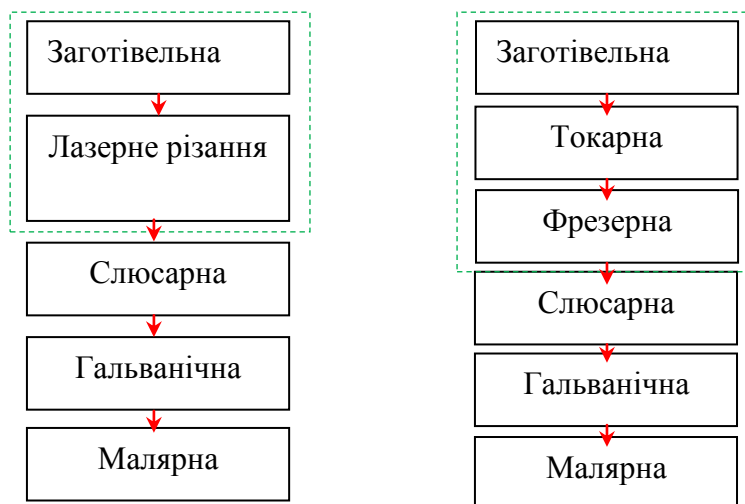 Заготівельна
Лазерне різання
Слюсарна
Гальванічна
Малярна
Заготівельна
Токарна
Фрезерна
Слюсарна
Гальванічна
Малярна